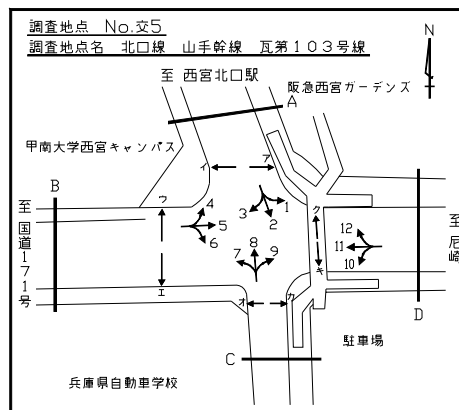 調査地点 No.交5
調査地点名 北口線 山手幹線 瓦第103号線
N
至 西宮北口駅
阪急西宮ガーデンズ
A
甲南大学西宮キャンパス
イ ア
B
ウ
4
5
6
3
1
2
ク
12
11
10
至 国道171号
至 尼崎
8
7
9
キ
エ
オ
カ
D
C
駐車場
兵庫県自動車学校